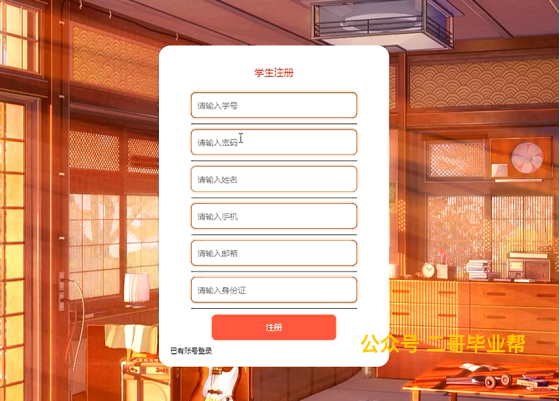 学生注册
请输入学号
请输入密码
请输入姓名
请输入手机
请输入邮箱
请输入身份证
注册
已有账号登录
公众号 二哥毕业帮